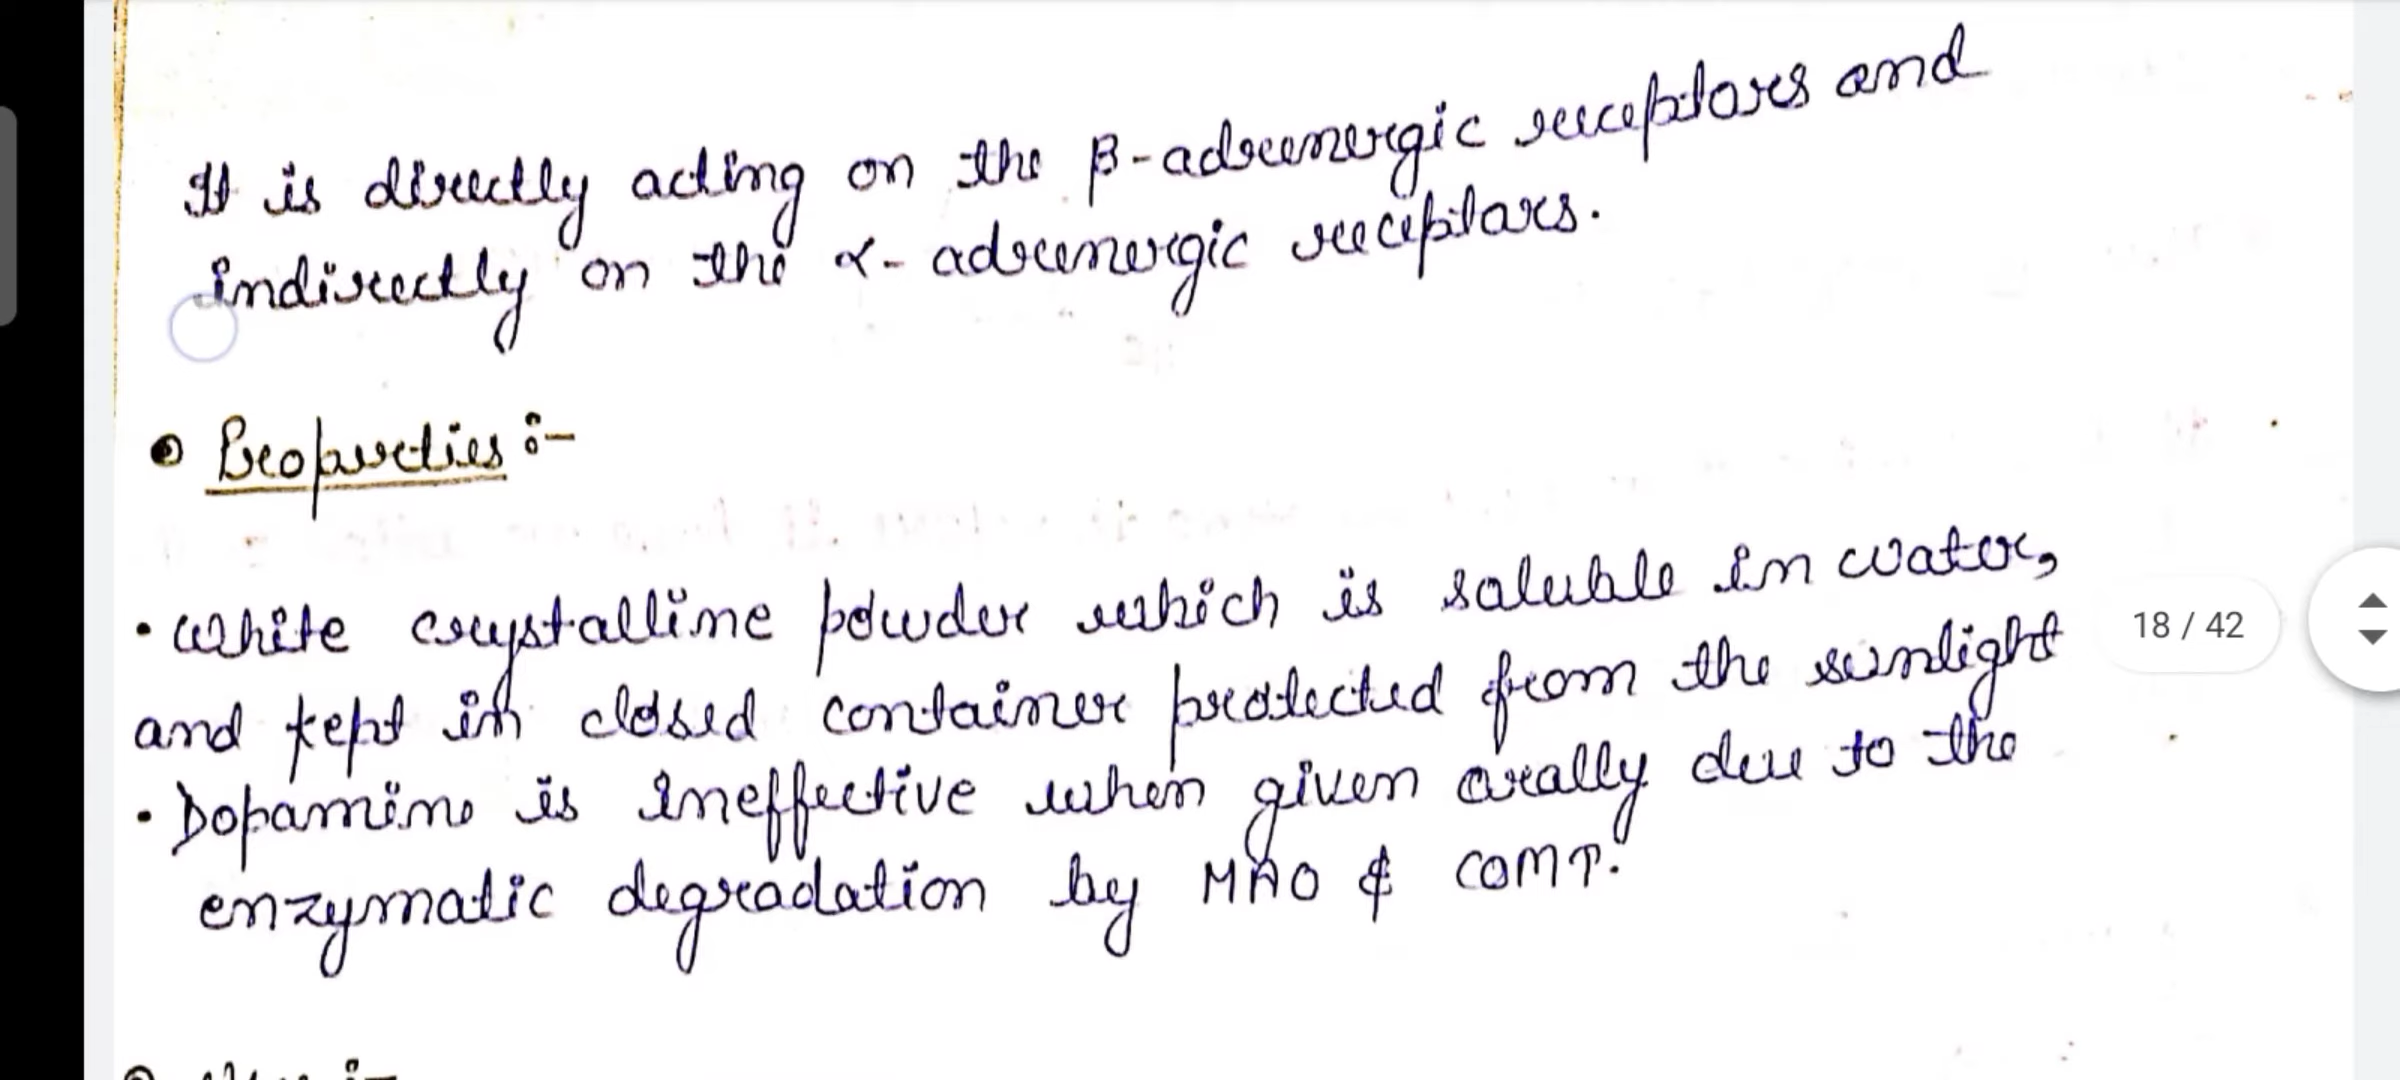 It is directly acting on the β-adrenergic receptors and
indirectly on the α- adrenergic receptors.
Properties :-
• White crystalline powder which is soluble in water,
and kept in closed container protected from the sunlight
• Dopamine is ineffective when given orally due to the
enzymatic degradation by MAO & COMT.
18 / 42